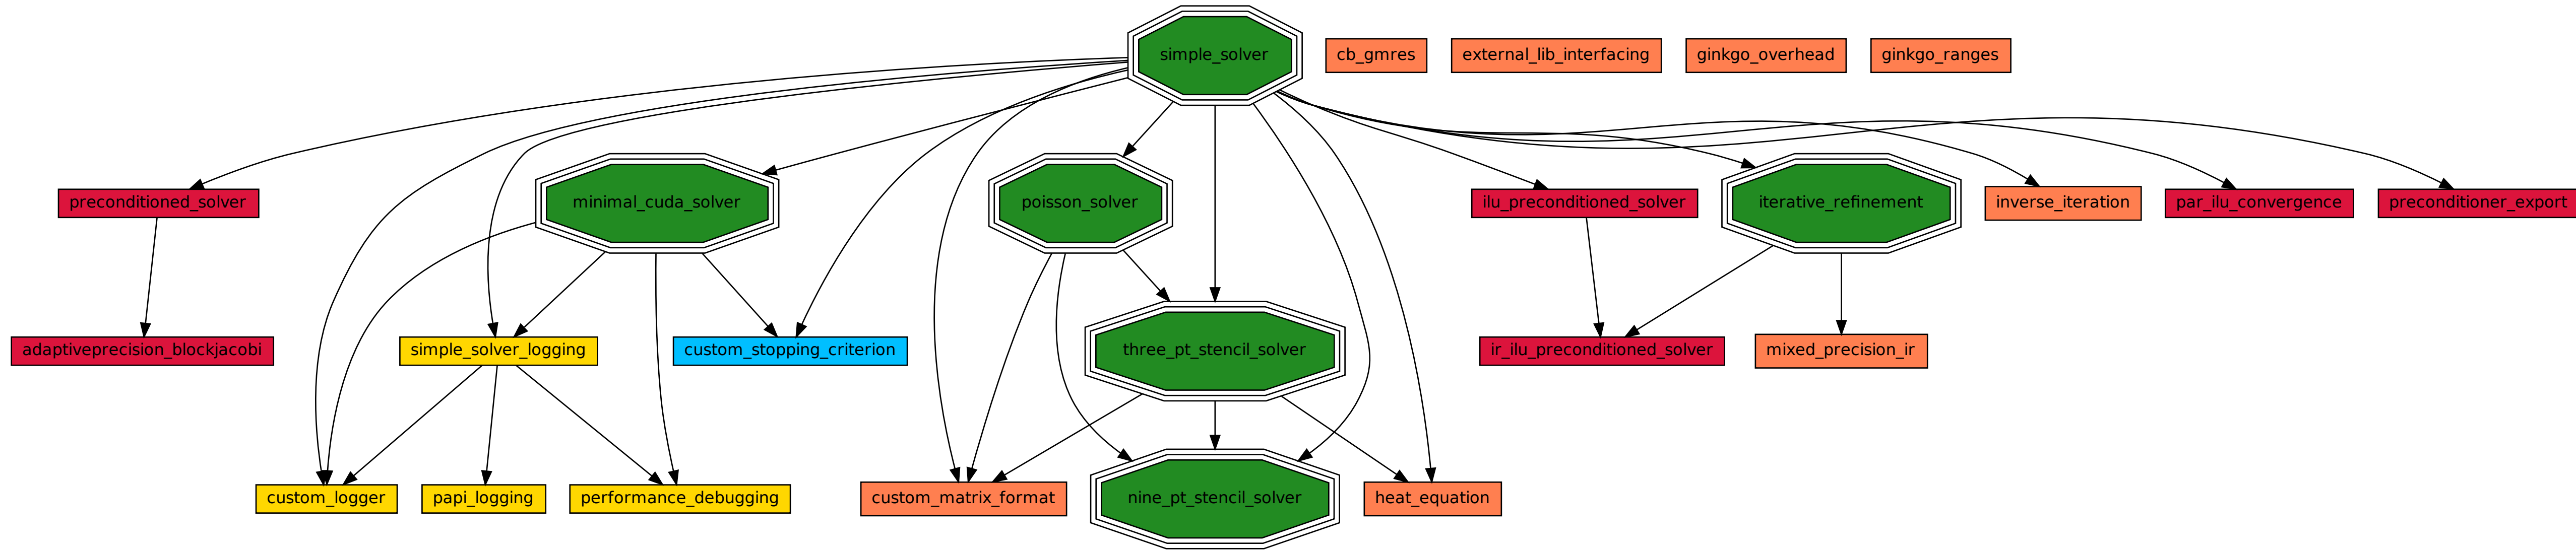 simple_solver
cb_gmres
external_lib_interfacing
ginkgo_overhead
ginkgo_ranges
preconditioned_solver
minimal_cuda_solver
poisson_solver
ilu_preconditioned_solver
iterative_refinement
inverse_iteration
par_ilu_convergence
preconditioner_export
adaptiveprecision_blockjacobi
simple_solver_logging
custom_stopping_criterion
three_pt_stencil_solver
ir_ilu_preconditioned_solver
mixed_precision_ir
custom_logger
papi_logging
performance_debugging
custom_matrix_format
nine_pt_stencil_solver
heat_equation